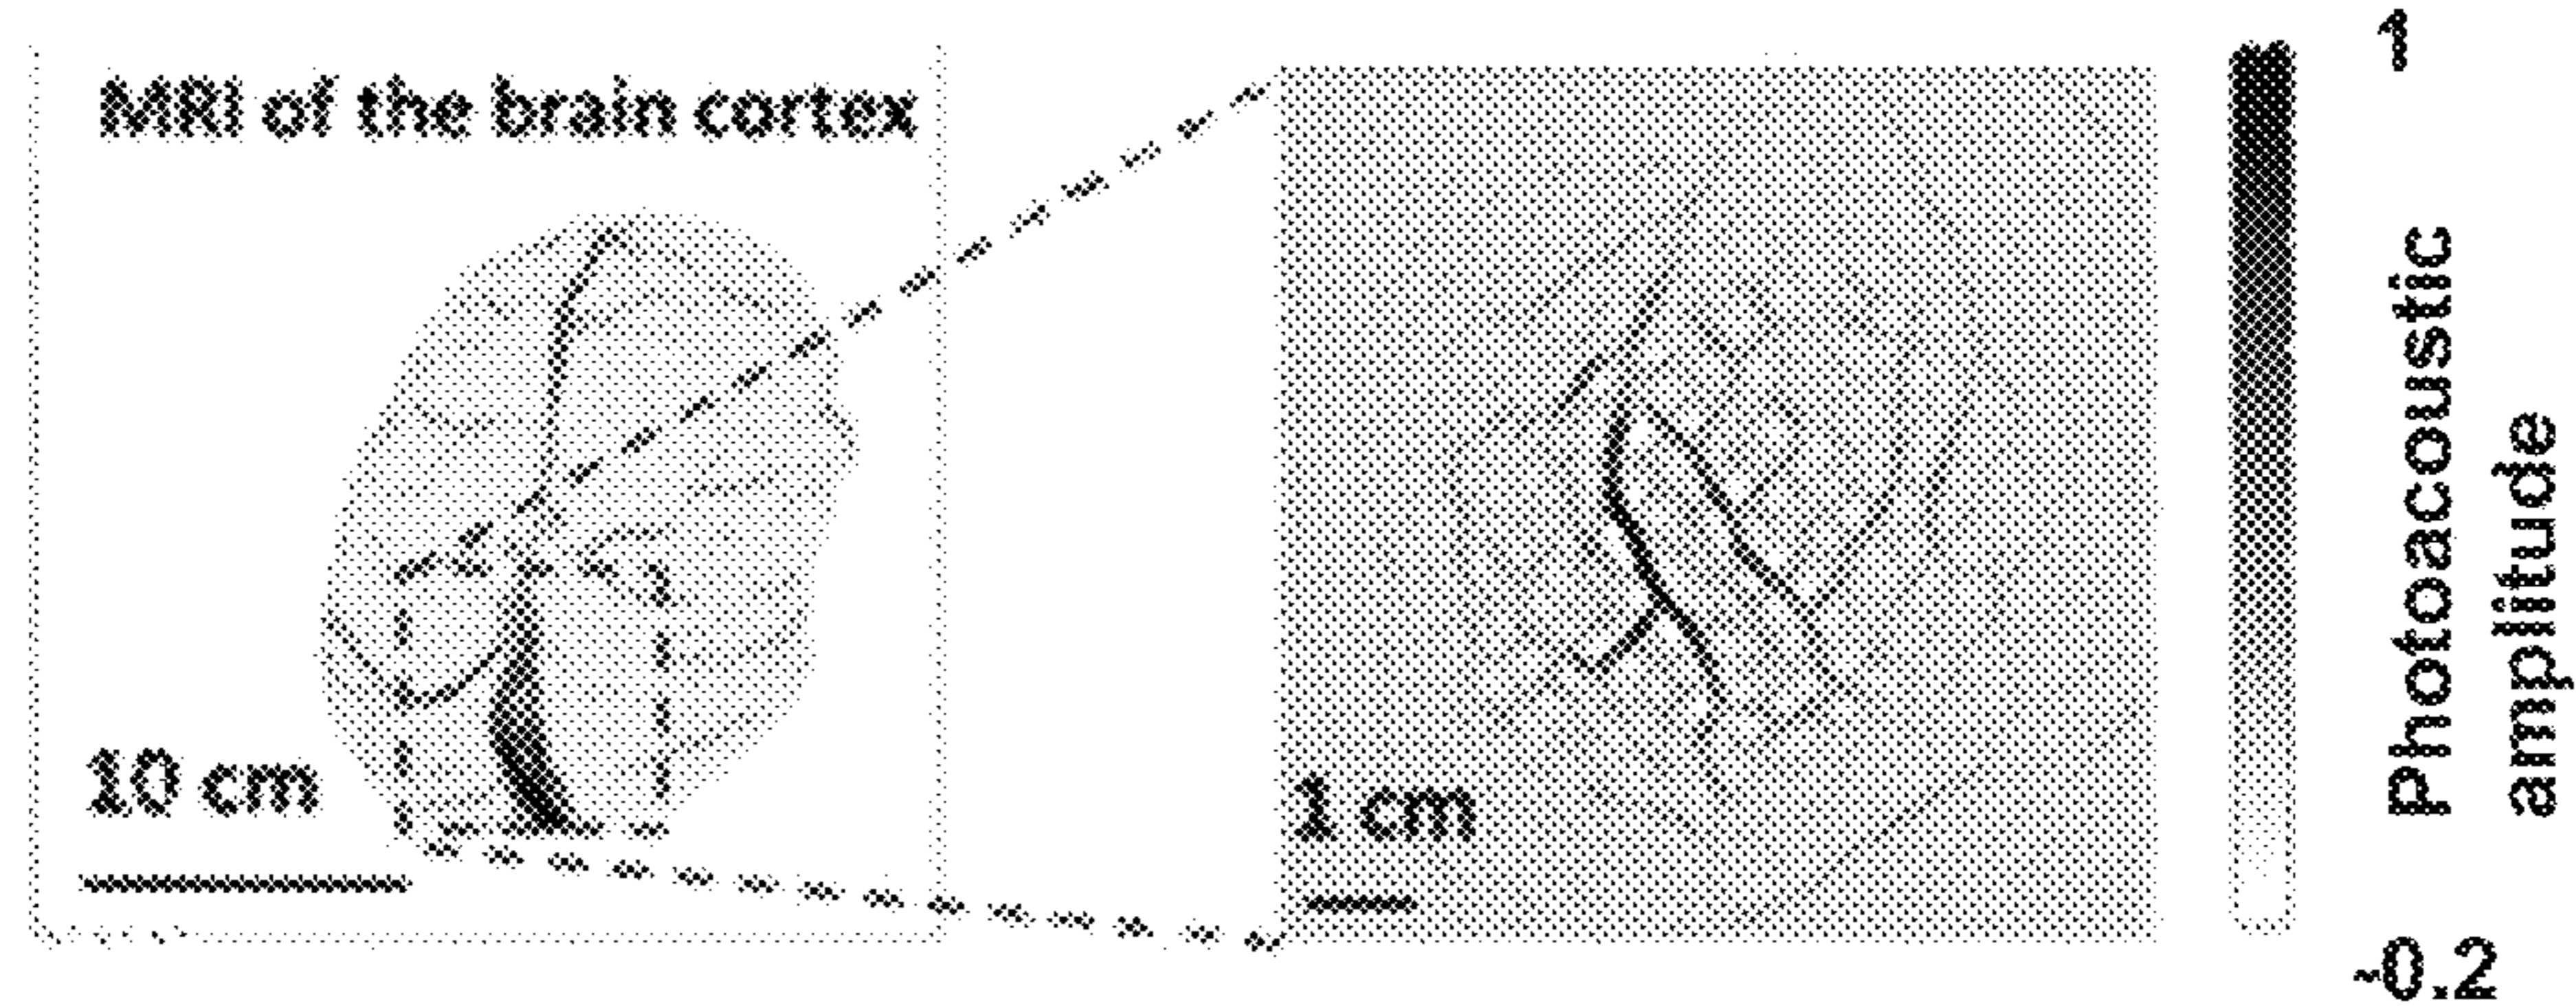 MRI of the brain cortex
10 cm
1 cm
1
Photoacoustic
amplitude
-0.2